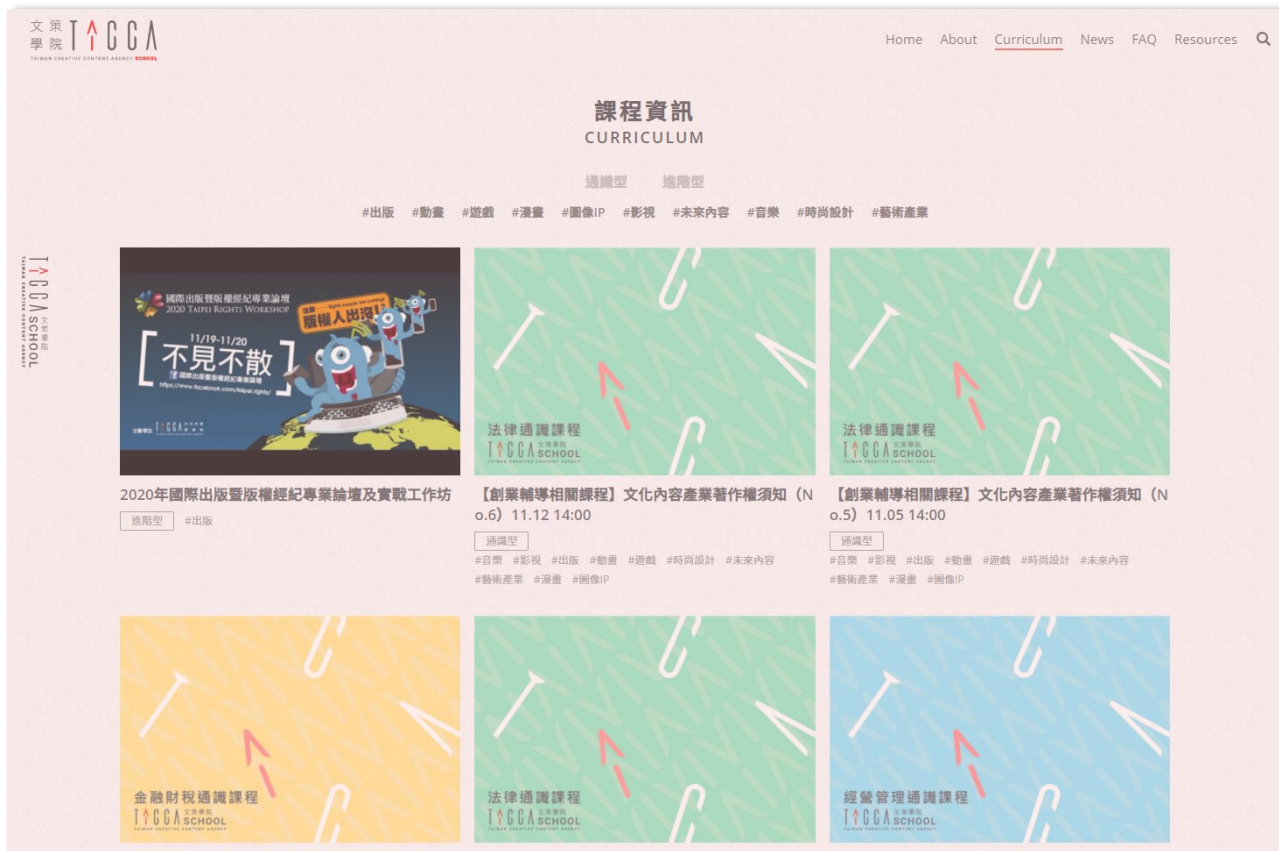 文策
學院 TAICCA
TAIWAN CREATIVE CONTENT AGENCY SCHOOL
Home About Curriculum News FAQ Resources
課程資訊
CURRICULUM
通識型 進階型
#出版 #動畫 #遊戲 #漫畫 #圖像IP #影視 #未來內容 #音樂 #時尚設計 #藝術產業
TAICCA SCHOOL 文策學院
TAIWAN CREATIVE CONTENT AGENCY
國際出版暨版權經紀專業論壇
2020 TAIPEI RIGHTS WORKSHOP
版權人出沒!!
11/19-11/20
不見不散
國際出版暨版權經紀專業論壇
https://www.facebook.com/taipei.rights/
TAICCA
法律通識課程
TAICCA 文策學院 SCHOOL
TAIWAN CREATIVE CONTENT AGENCY
法律通識課程
TAICCA 文策學院 SCHOOL
TAIWAN CREATIVE CONTENT AGENCY
2020年國際出版暨版權經紀專業論壇及實戰工作坊
進階型 #出版
【創業輔導相關課程】文化內容產業著作權須知（N
o.6）11.12 14:00
通識型
#音樂 #影視 #出版 #動畫 #遊戲 #時尚設計 #未來內容
#藝術產業 #漫畫 #圖像IP
【創業輔導相關課程】文化內容產業著作權須知（N
o.5）11.05 14:00
通識型
#音樂 #影視 #出版 #動畫 #遊戲 #時尚設計 #未來內容
#藝術產業 #漫畫 #圖像IP
金融財稅通識課程
TAICCA 文策學院 SCHOOL
TAIWAN CREATIVE CONTENT AGENCY
法律通識課程
TAICCA 文策學院 SCHOOL
TAIWAN CREATIVE CONTENT AGENCY
經營管理通識課程
TAICCA 文策學院 SCHOOL
TAIWAN CREATIVE CONTENT AGENCY